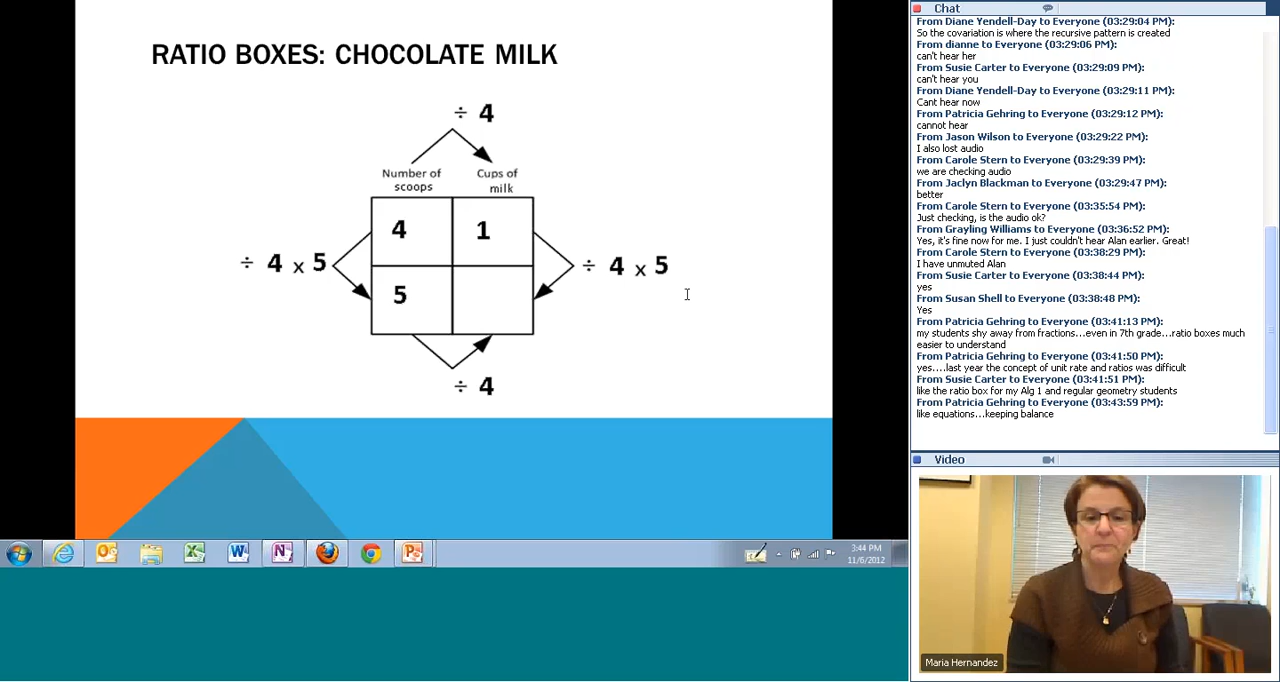 RATIO BOXES: CHOCOLATE MILK
÷ 4
Number of scoops
Cups of milk
4
1
÷ 4 x 5
÷ 4 x 5
5
÷ 4
3:44 PM
11/6/2012
Chat
From Diane Yendell-Day to Everyone (03:29:04 PM):
So the covariation is where the recursive pattern is created
From dianne to Everyone (03:29:06 PM):
can't hear her
From Susie Carter to Everyone (03:29:09 PM):
can't hear you
From Diane Yendell-Day to Everyone (03:29:11 PM):
Cant hear now
From Patricia Gehring to Everyone (03:29:12 PM):
cannot hear
From Jason Wilson to Everyone (03:29:22 PM):
I also lost audio
From Carole Stern to Everyone (03:29:39 PM):
we are checking audio
From Jaclyn Blackman to Everyone (03:29:47 PM):
better
From Carole Stern to Everyone (03:35:54 PM):
Just checking, is the audio ok?
From Grayling Williams to Everyone (03:36:52 PM):
Yes, it's fine now for me. I just couldn't hear Alan earlier. Great!
From Carole Stern to Everyone (03:38:29 PM):
I have unmuted Alan
From Susie Carter to Everyone (03:38:44 PM):
yes
From Susan Shell to Everyone (03:38:48 PM):
Yes
From Patricia Gehring to Everyone (03:41:13 PM):
my students shy away from fractions...even in 7th grade...ratio boxes much
easier to understand
From Patricia Gehring to Everyone (03:41:50 PM):
yes....last year the concept of unit rate and ratios was difficult
From Susie Carter to Everyone (03:41:51 PM):
like the ratio box for my Alg 1 and regular geometry students
From Patricia Gehring to Everyone (03:43:59 PM):
like equations...keeping balance
Video
Maria Hernandez